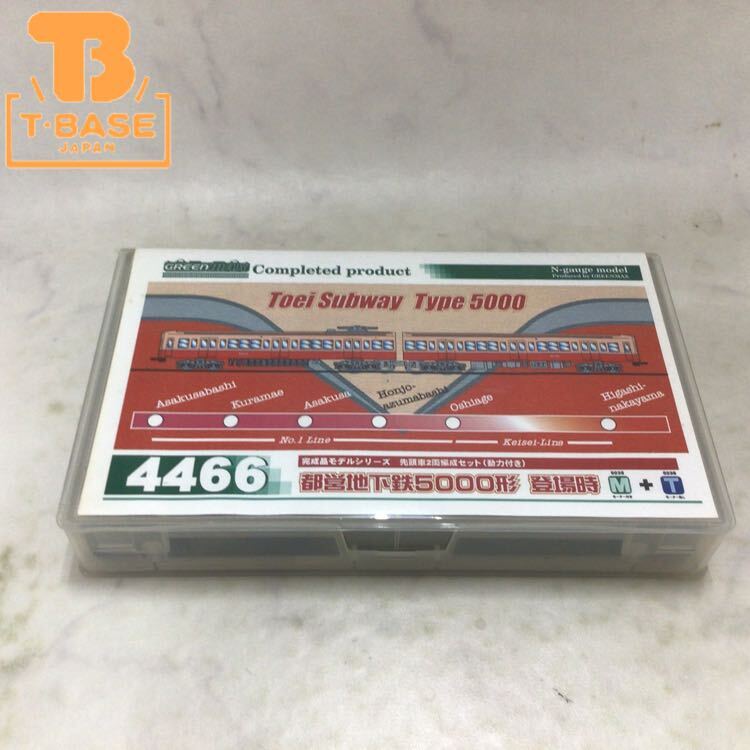 T·BASE
JAPAN
GREENMAX Completed product
N-gauge model
Produced by GREENMAX
Toei Subway Type 5000
Asakusabashi
Kuramae
Asakusa
Honjo-
azumabashi
Oshiage
Higashi-
nakayama
No.1 Line
Keisei-Line
4466
完成品モデルシリーズ 先頭車2両編成セット(動力付き)
都営地下鉄5000形 登場時
M + T